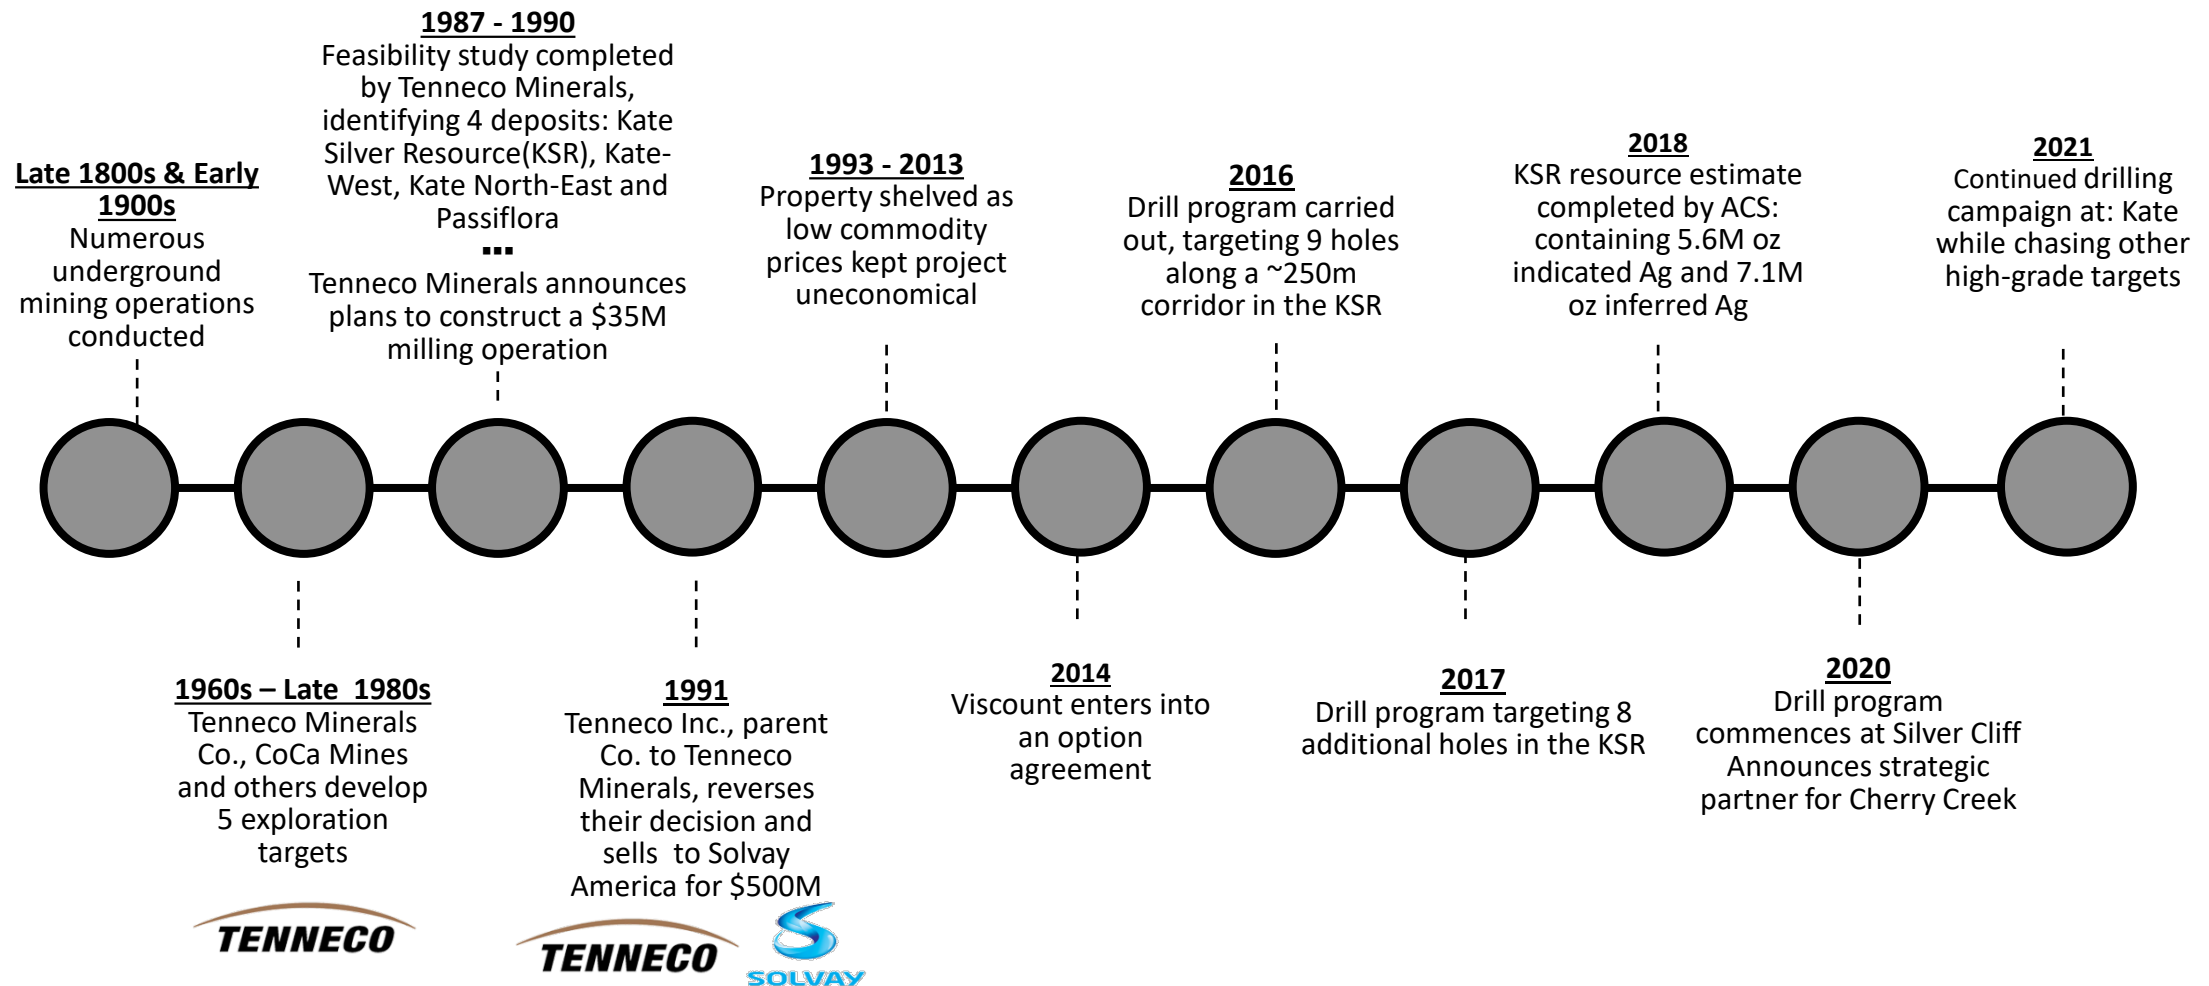 Late 1800s & Early
1900s
Numerous
underground
mining operations
conducted
1960s – Late 1980s
Tenneco Minerals
Co., CoCa Mines
and others develop
5 exploration
targets
TENNECO
1987 - 1990
Feasibility study completed
by Tenneco Minerals,
identifying 4 deposits: Kate
Silver Resource(KSR), Kate-
West, Kate North-East and
Passiflora
...
Tenneco Minerals announces
plans to construct a $35M
milling operation
1991
Tenneco Inc., parent
Co. to Tenneco
Minerals, reverses
their decision and
sells to Solvay
America for $500M
TENNECO
SOLVAY
1993 - 2013
Property shelved as
low commodity
prices kept project
uneconomical
2014
Viscount enters into
an option
agreement
2016
Drill program carried
out, targeting 9 holes
along a ~250m
corridor in the KSR
2017
Drill program targeting 8
additional holes in the KSR
2018
KSR resource estimate
completed by ACS:
containing 5.6M oz
indicated Ag and 7.1M
oz inferred Ag
2020
Drill program
commences at Silver Cliff
Announces strategic
partner for Cherry Creek
2021
Continued drilling
campaign at: Kate
while chasing other
high-grade targets